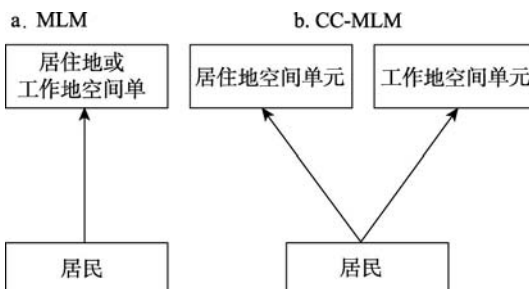 a. MLM
b. CC-MLM
居住地或
工作地空间单
居住地空间单元
工作地空间单元
居民
居民